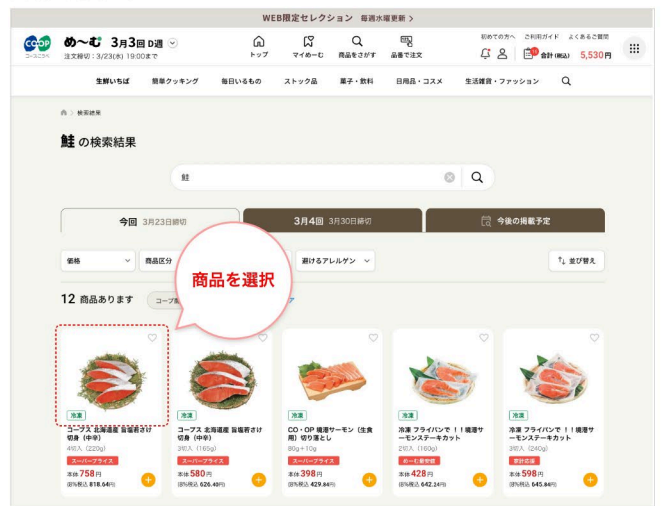 WEB限定セレクション 毎週水曜更新 >
CO・OP
コープこうべ
め〜む 3月3回 D週
注文締切：3/23(水) 19:00まで
トップ
マイめーむ
商品をさがす
品番で注文
初めての方へ ご利用ガイド よくあるご質問
合計(税込) 5,530円
生鮮いちば 簡単クッキング 毎日いるもの ストック品 菓子・飲料 日用品・コスメ 生活雑貨・ファッション
> 検索結果
鮭 の検索結果
鮭
今回 3月23日締切
3月4回 3月30日締切
今後の掲載予定
価格
商品区分
避けるアレルゲン
並び替え
商品を選択
12 商品あります
冷凍
コープス 北海道産 旨塩若さけ切身（中辛）
4切入（220g）
スーパープライス
本体758円
(8%税込 818.64円)
冷凍
コープス 北海道産 旨塩若さけ切身（中辛）
3切入（165g）
スーパープライス
本体580円
(8%税込 626.40円)
冷凍
CO・OP 境港サーモン（生食用）切り落とし
80g+10g
スーパープライス
本体398円
(8%税込 429.84円)
冷凍
冷凍 フライパンで！！境港サーモンステーキカット
2切入（160g）
本体428円
冷凍
冷凍 フライパンで！！境港サーモンステーキカット
3切入（240g）
家計応援
本体598円
(8%税込 645.84円)